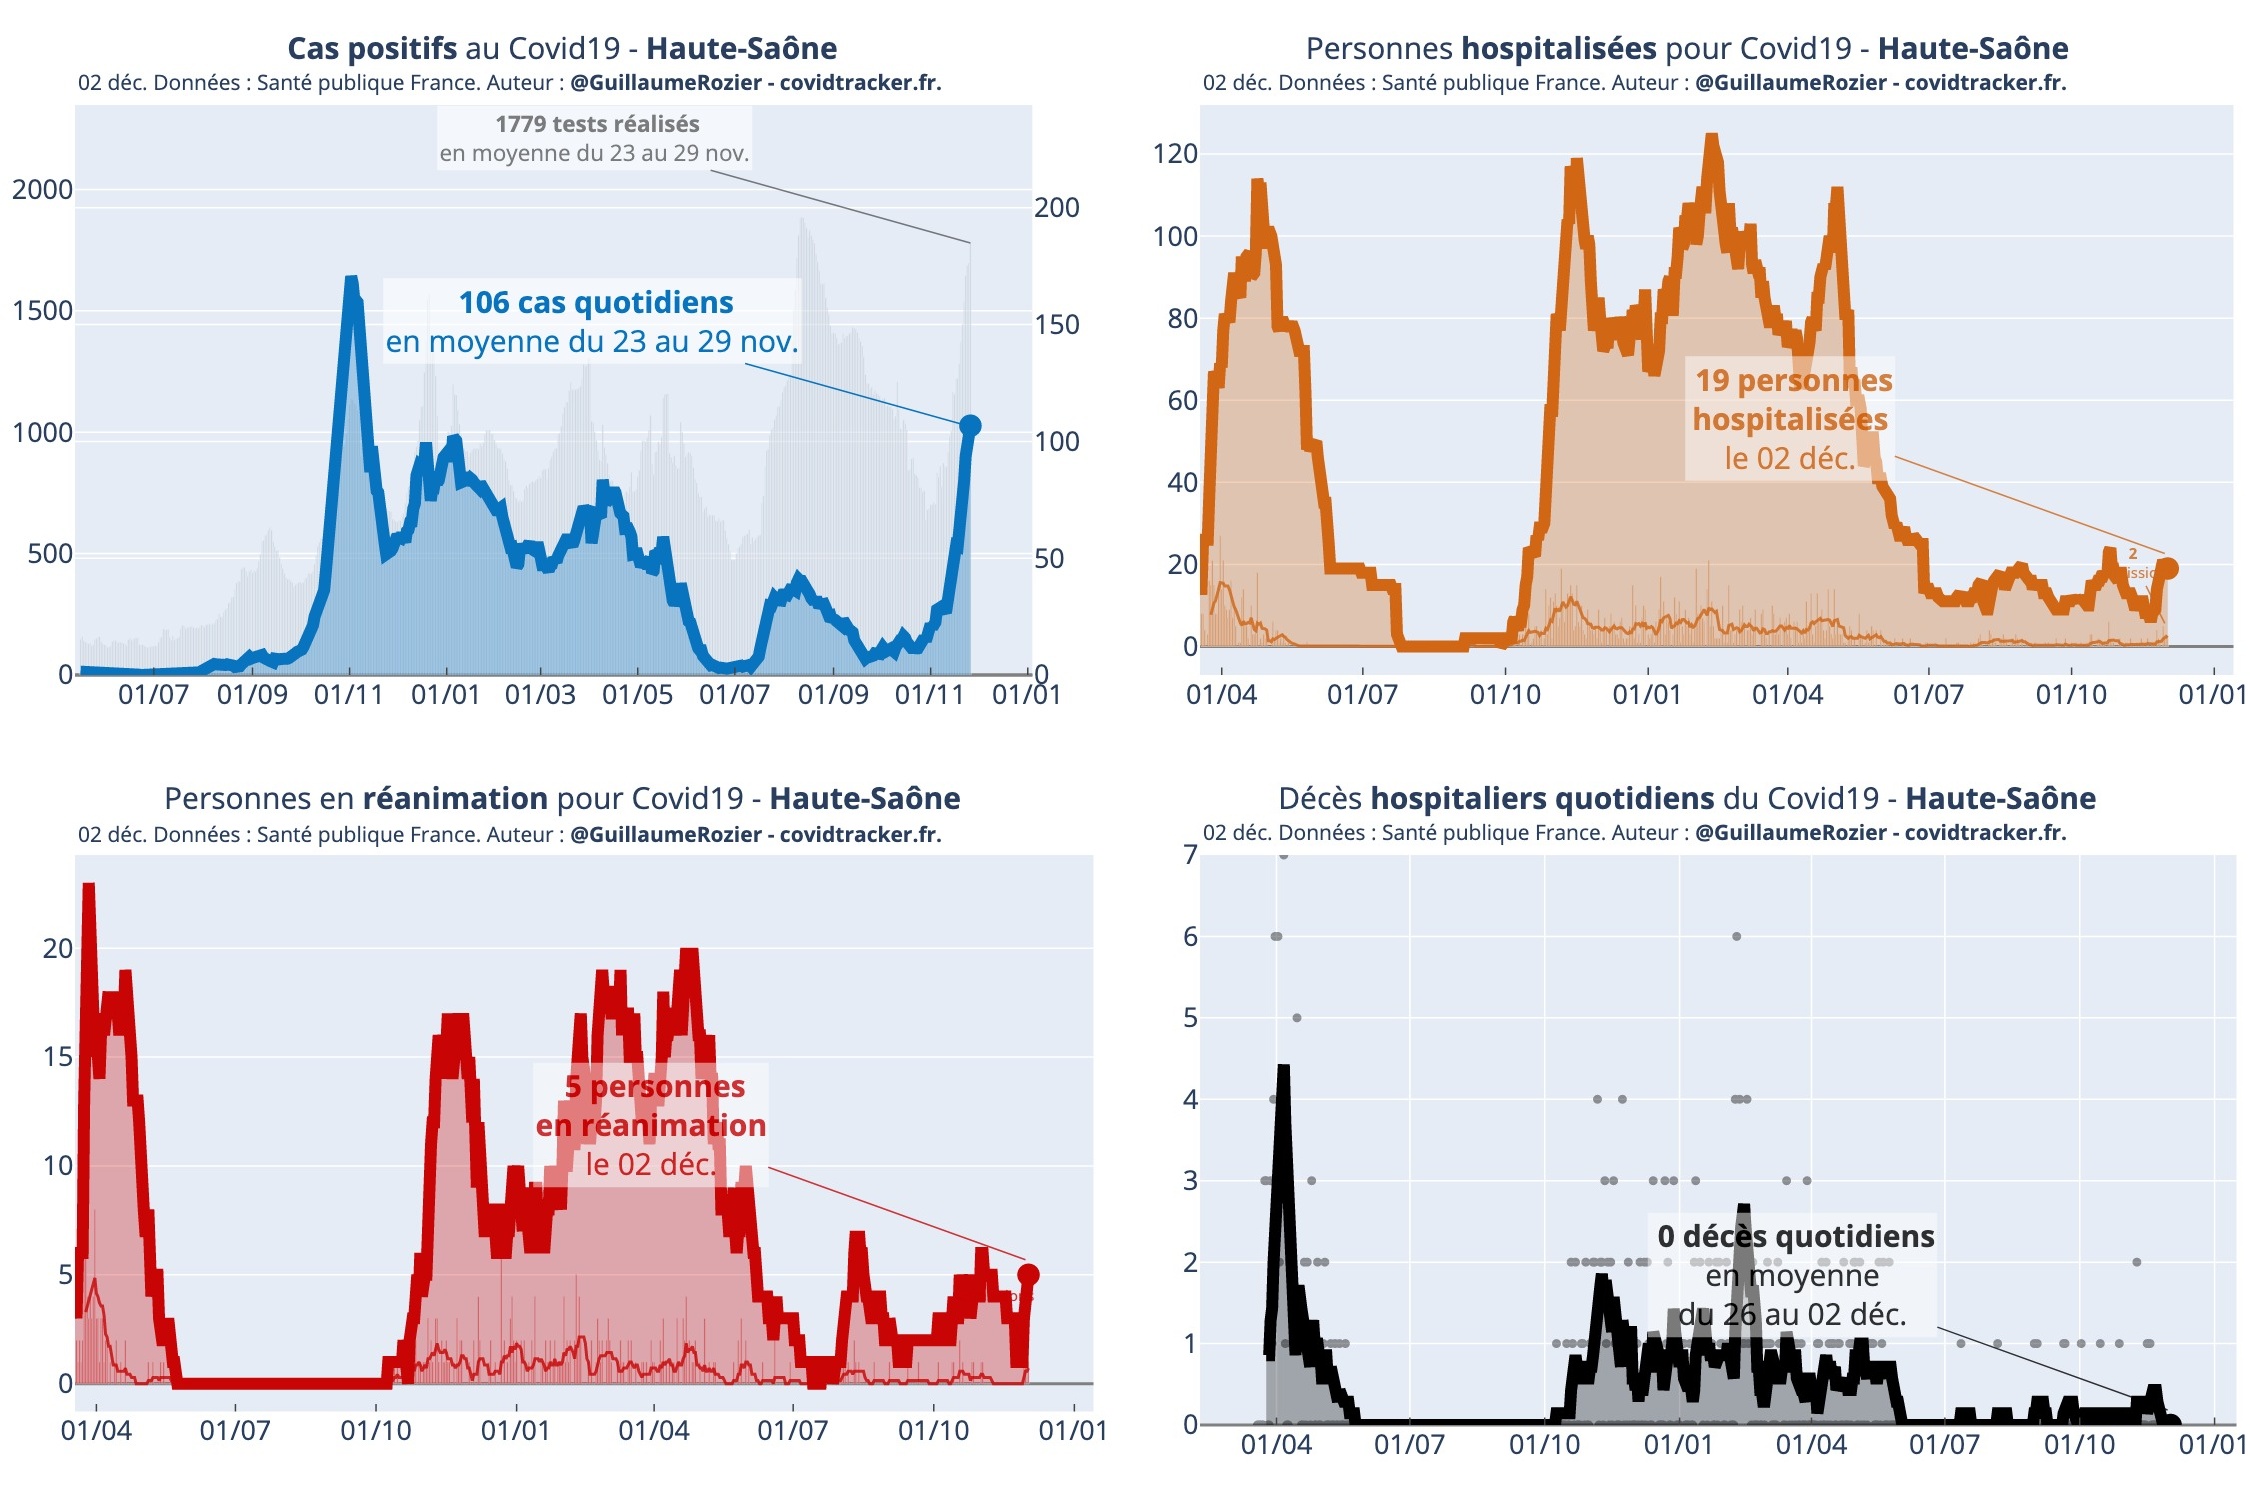 Cas positifs au Covid19 - Haute-Saône
02 déc. Données : Santé publique France. Auteur : @GuillaumeRozier - covidtracker.fr.
1779 tests réalisés
en moyenne du 23 au 29 nov.
106 cas quotidiens
en moyenne du 23 au 29 nov.
2000
1500
1000
500
0
200
150
100
50
0
01/07 01/09 01/11 01/01 01/03 01/05 01/07 01/09 01/11 01/01
Personnes hospitalisées pour Covid19 - Haute-Saône
02 déc. Données : Santé publique France. Auteur : @GuillaumeRozier - covidtracker.fr.
120
100
80
60
40
20
0
19 personnes
hospitalisées
le 02 déc.
2
01/04 01/07 01/10 01/01 01/04 01/07 01/10 01/01
Personnes en réanimation pour Covid19 - Haute-Saône
02 déc. Données : Santé publique France. Auteur : @GuillaumeRozier - covidtracker.fr.
20
15
10
5
0
5 personnes
en réanimation
le 02 déc.
01/04 01/07 01/10 01/01 01/04 01/07 01/10 01/01
Décès hospitaliers quotidiens du Covid19 - Haute-Saône
02 déc. Données : Santé publique France. Auteur : @GuillaumeRozier - covidtracker.fr.
7
6
5
4
3
2
1
0
0 décès quotidiens
en moyenne
du 26 au 02 déc.
01/04 01/07 01/10 01/01 01/04 01/07 01/10 01/01